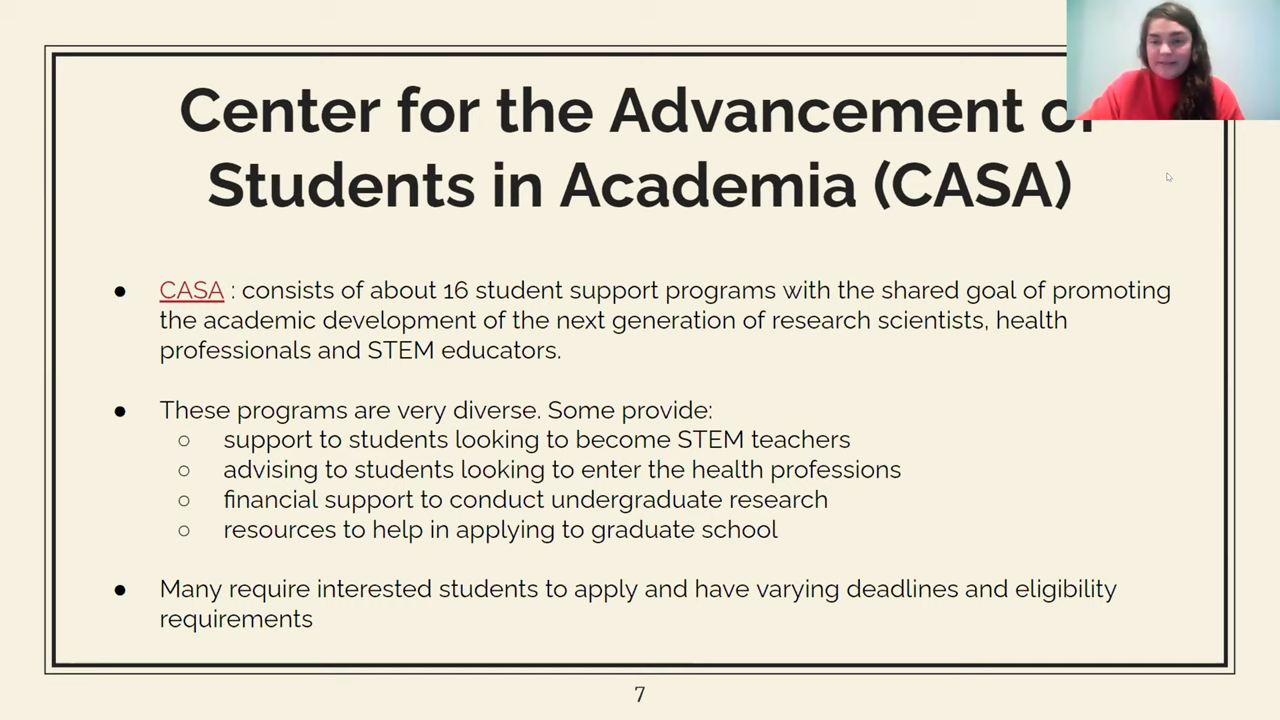 Center for the Advancement of
Students in Academia (CASA)
● CASA : consists of about 16 student support programs with the shared goal of promoting
the academic development of the next generation of research scientists, health
professionals and STEM educators.
● These programs are very diverse. Some provide:
○ support to students looking to become STEM teachers
○ advising to students looking to enter the health professions
○ financial support to conduct undergraduate research
○ resources to help in applying to graduate school
● Many require interested students to apply and have varying deadlines and eligibility
requirements
7